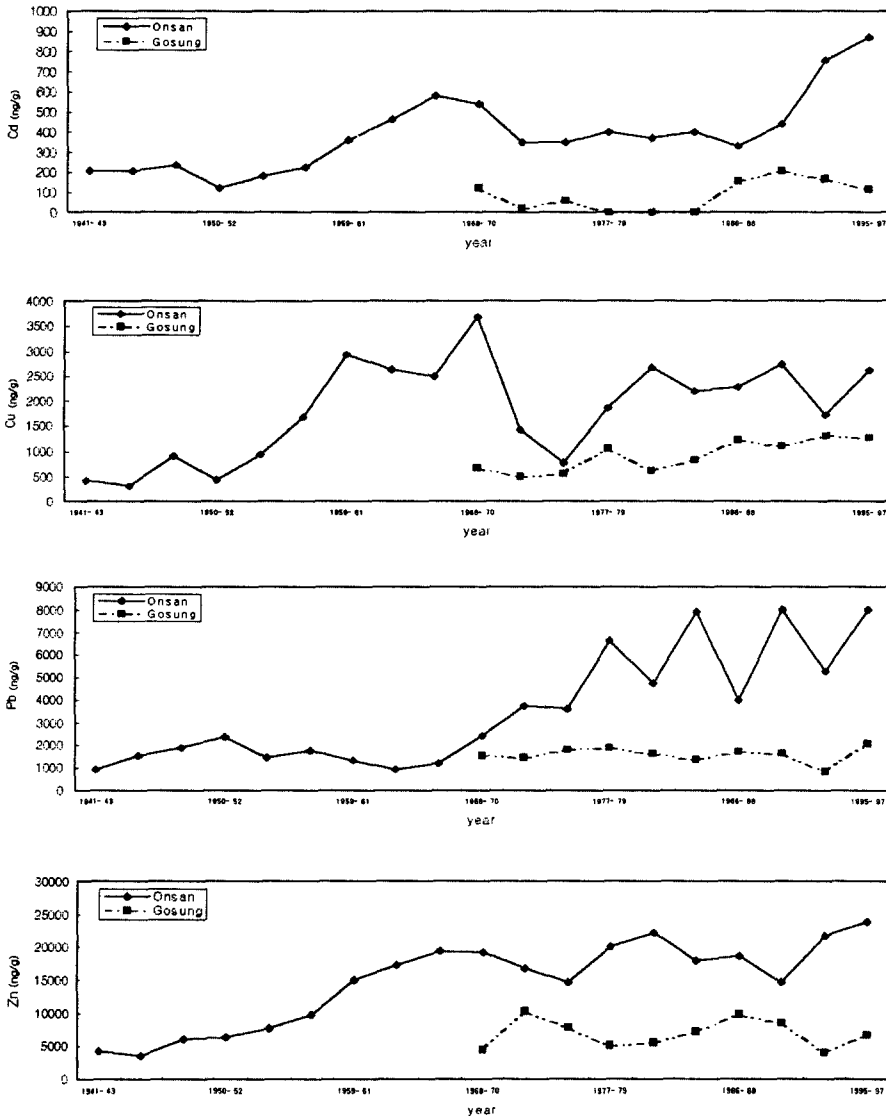 1000
900
800
700
600
500
400
300
200
100
0
Cd (ng/g)
Onsan
Gosung
1941-43 1950-52 1959-61 1968-70 1977-79 1986-88 1995-97
year
4000
3500
3000
2500
2000
1500
1000
500
0
Cu (ng/g)
Onsan
Gosung
1941-43 1950-52 1959-61 1968-70 1977-79 1986-88 1995-97
year
9000
8000
7000
6000
5000
4000
3000
2000
1000
0
Pb (ng/g)
Onsan
Gosung
1941-43 1950-52 1959-61 1968-70 1977-79 1986-88 1995-97
year
30000
25000
20000
15000
10000
5000
0
Zn (ng/g)
Onsan
Gosung
1941-43 1950-52 1959-61 1968-70 1977-79 1986-88 1995-97
year